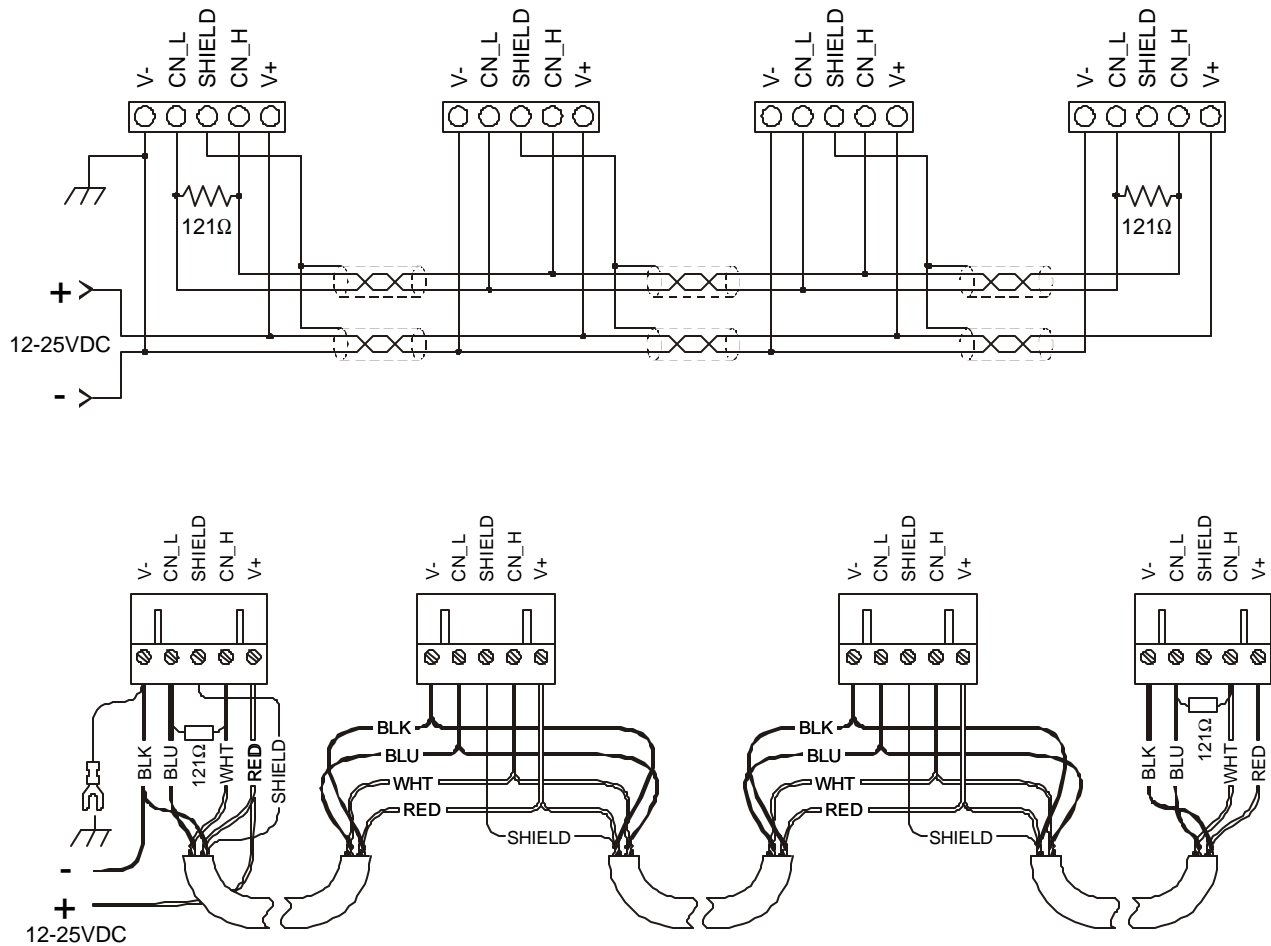 V- CN_L SHIELD CN_H V+
V- CN_L SHIELD CN_H V+
V- CN_L SHIELD CN_H V+
V- CN_L SHIELD CN_H V+
121Ω
121Ω
+
12-25VDC
-
V- CN_L SHIELD CN_H V+
V- CN_L SHIELD CN_H V+
V- CN_L SHIELD CN_H V+
V- CN_L SHIELD CN_H V+
BLK BLU 121Ω WHT RED SHIELD
BLK
BLU
WHT
RED
SHIELD
BLK
BLU
WHT
RED
SHIELD
BLK BLU 121Ω WHT RED
-
+
12-25VDC